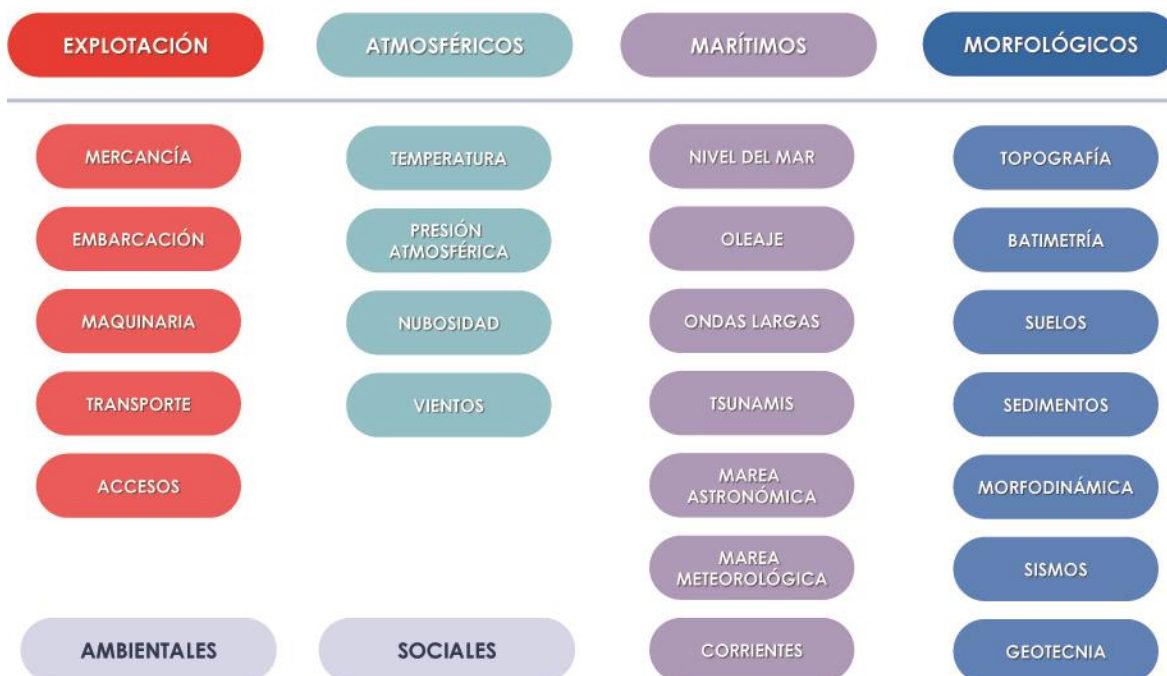 EXPLOTACIÓN
ATMOSFÉRICOS
MARÍTIMOS
MORFOLÓGICOS
MERCANCÍA
TEMPERATURA
NIVEL DEL MAR
TOPOGRAFÍA
EMBARCACIÓN
PRESIÓN
ATMOSFÉRICA
OLEAJE
BATIMETRÍA
MAQUINARIA
NUBOSIDAD
ONDAS LARGAS
SUELOS
TRANSPORTE
VIENTOS
TSUNAMIS
SEDIMENTOS
ACCESOS
MAREA
ASTRONÓMICA
MORFODINÁMICA
MAREA
METEOROLÓGICA
SISMOS
AMBIENTALES
SOCIALES
CORRIENTES
GEOTECNIA